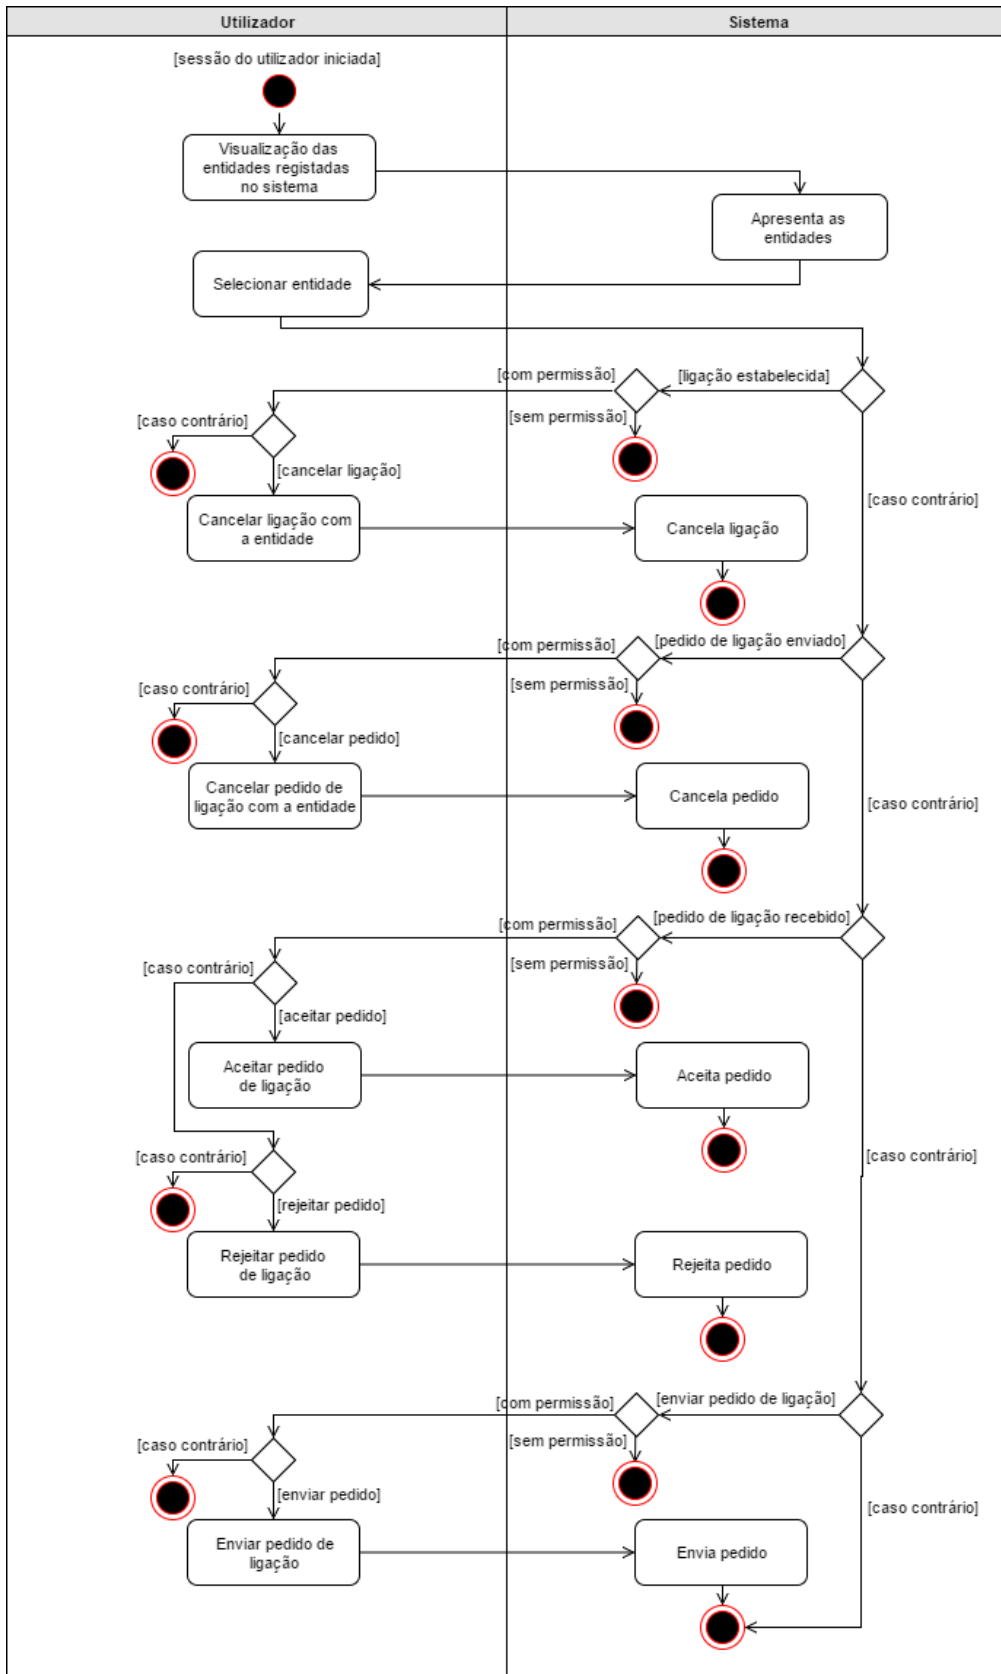 Utilizador
Sistema
[sessão do utilizador iniciada]
Visualização das
entidades registadas
no sistema
Apresenta as
entidades
Selecionar entidade
[com permissão]
[ligação estabelecida]
[caso contrário]
[sem permissão]
[cancelar ligação]
[caso contrário]
Cancelar ligação com
a entidade
Cancela ligação
[com permissão]
[pedido de ligação enviado]
[caso contrário]
[sem permissão]
[cancelar pedido]
Cancelar pedido de
ligação com a entidade
Cancela pedido
[caso contrário]
[com permissão]
[pedido de ligação recebido]
[caso contrário]
[sem permissão]
[aceitar pedido]
Aceitar pedido
de ligação
Aceita pedido
[caso contrário]
[caso contrário]
[rejeitar pedido]
Rejeitar pedido
de ligação
Rejeita pedido
[com permissão]
[enviar pedido de ligação]
[caso contrário]
[sem permissão]
[enviar pedido]
[caso contrário]
Enviar pedido de
ligação
Envia pedido